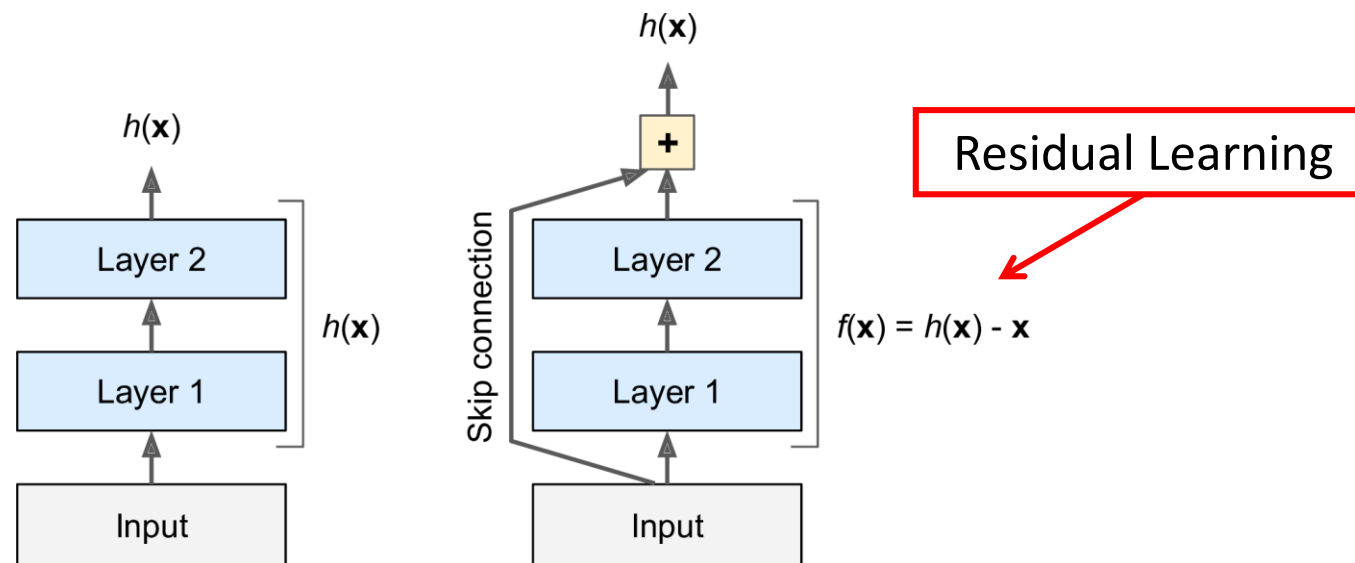 h(x)
Layer 2
Layer 1
h(x)
Input
h(x)
+
Skip connection
Layer 2
Layer 1
f(x) = h(x) - x
Input
Residual Learning